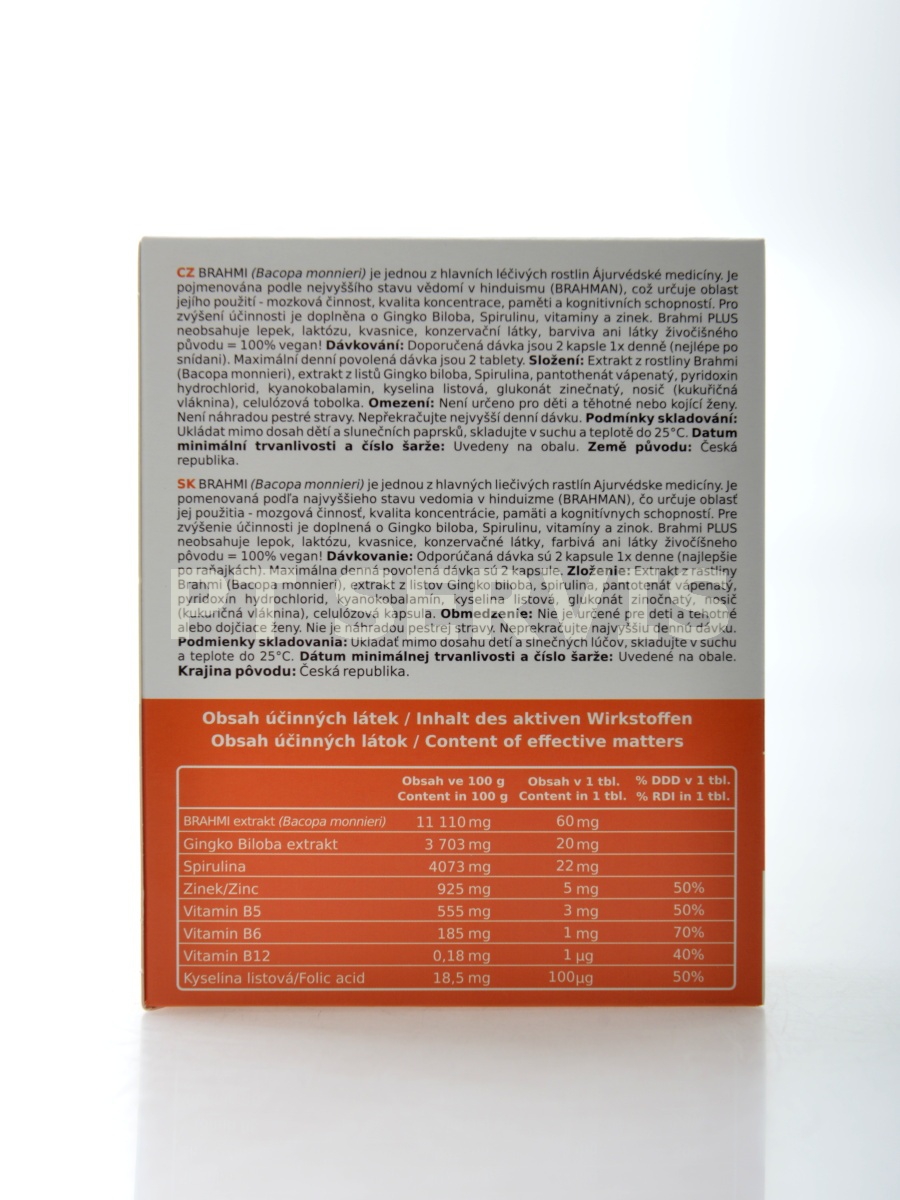 CZ BRAHMI (Bacopa monnieri) je jednou z hlavních léčivých rostlin Ájurvédské medicíny. Je
pojmenována podle nejvyššího stavu vědomí v hinduismu (BRAHMAN), což určuje oblast
jejího použití - mozková činnost, kvalita koncentrace, paměti a kognitivních schopností. Pro
zvýšení účinnosti je doplněna o Gingko Biloba, Spirulinu, vitaminy a zinek. Brahmi PLUS
neobsahuje lepek, laktózu, kvasnice, konzervační látky, barviva ani látky živočišného
původu = 100% vegan! Dávkování: Doporučená dávka jsou 2 kapsle 1x denně (nejlépe po
snídani). Maximální denní povolená dávka jsou 2 tablety. Složení: Extrakt z rostliny Brahmi
(Bacopa monnieri), extrakt z listů Gingko biloba, Spirulina, pantothenát vápenatý, pyridoxin
hydrochlorid, kyanokobalamin, kyselina listová, glukonát zinečnatý, nosič (kukuřičná
vláknina), celulózová tobolka. Omezení: Není určeno pro děti a těhotné nebo kojící ženy.
Není náhradou pestré stravy. Nepřekračujte nejvyšší denní dávku. Podmínky skladování:
Ukládat mimo dosah dětí a slunečních paprsků, skladujte v suchu a teplotě do 25°C. Datum
minimální trvanlivosti a číslo šarže: Uvedeny na obalu. Země původu: Česká
republika.
SK BRAHMI (Bacopa monnieri) je jednou z hlavných liečivých rastlín Ajurvédske medicíny. Je
pomenovaná podľa najvyššieho stavu vedomia v hinduizme (BRAHMAN), čo určuje oblasť
jej použitia - mozgová činnosť, kvalita koncentrácie, pamäti a kognitívnych schopností. Pre
zvýšenie účinnosti je doplnená o Gingko biloba, Spirulinu, vitamíny a zinok. Brahmi PLUS
neobsahuje lepok, laktózu, kvasnice, konzervačné látky, farbivá ani látky živočíšneho
pôvodu = 100% vegan! Dávkovanie: Odporúčaná dávka sú 2 kapsule 1x denne (najlepšie
po raňajkách). Maximálna denná povolená dávka sú 2 kapsule. Zloženie: Extrakt z rastliny
Brahmi (Bacopa monnieri), extrakt z listov Gingko biloba, spirulina, pantotenát vápenatý,
pyridoxín hydrochlorid, kyanokobalamín, kyselina listová, glukonát zinočnatý, nosič
(kukuričná vláknina), celulózová kapsula. Obmedzenie: Nie je určené pre deti a tehotné
alebo dojčiace ženy. Nie je náhradou pestrej stravy. Neprekračujte najvyššiu dennú dávku.
Podmienky skladovania: Ukladať mimo dosahu detí a slnečných lúčov, skladujte v suchu
a teplote do 25°C. Dátum minimálnej trvanlivosti a číslo šarže: Uvedené na obale.
Krajina pôvodu: Česká republika.
Obsah účinných látek / Inhalt des aktiven Wirkstoffen
Obsah účinných látok / Content of effective matters
Obsah ve 100 g Obsah v 1 tbl. % DDD v 1 tbl.
Content in 100 g Content in 1 tbl. % RDI in 1 tbl.
BRAHMI extrakt (Bacopa monnieri) 11 110 mg 60 mg
Gingko Biloba extrakt 3 703 mg 20 mg
Spirulina 4073 mg 22 mg
Zinek/Zinc 925 mg 5 mg 50%
Vitamin B5 555 mg 3 mg 50%
Vitamin B6 185 mg 1 mg 70%
Vitamin B12 0,18 mg 1 µg 40%
Kyselina listová/Folic acid 18,5 mg 100µg 50%